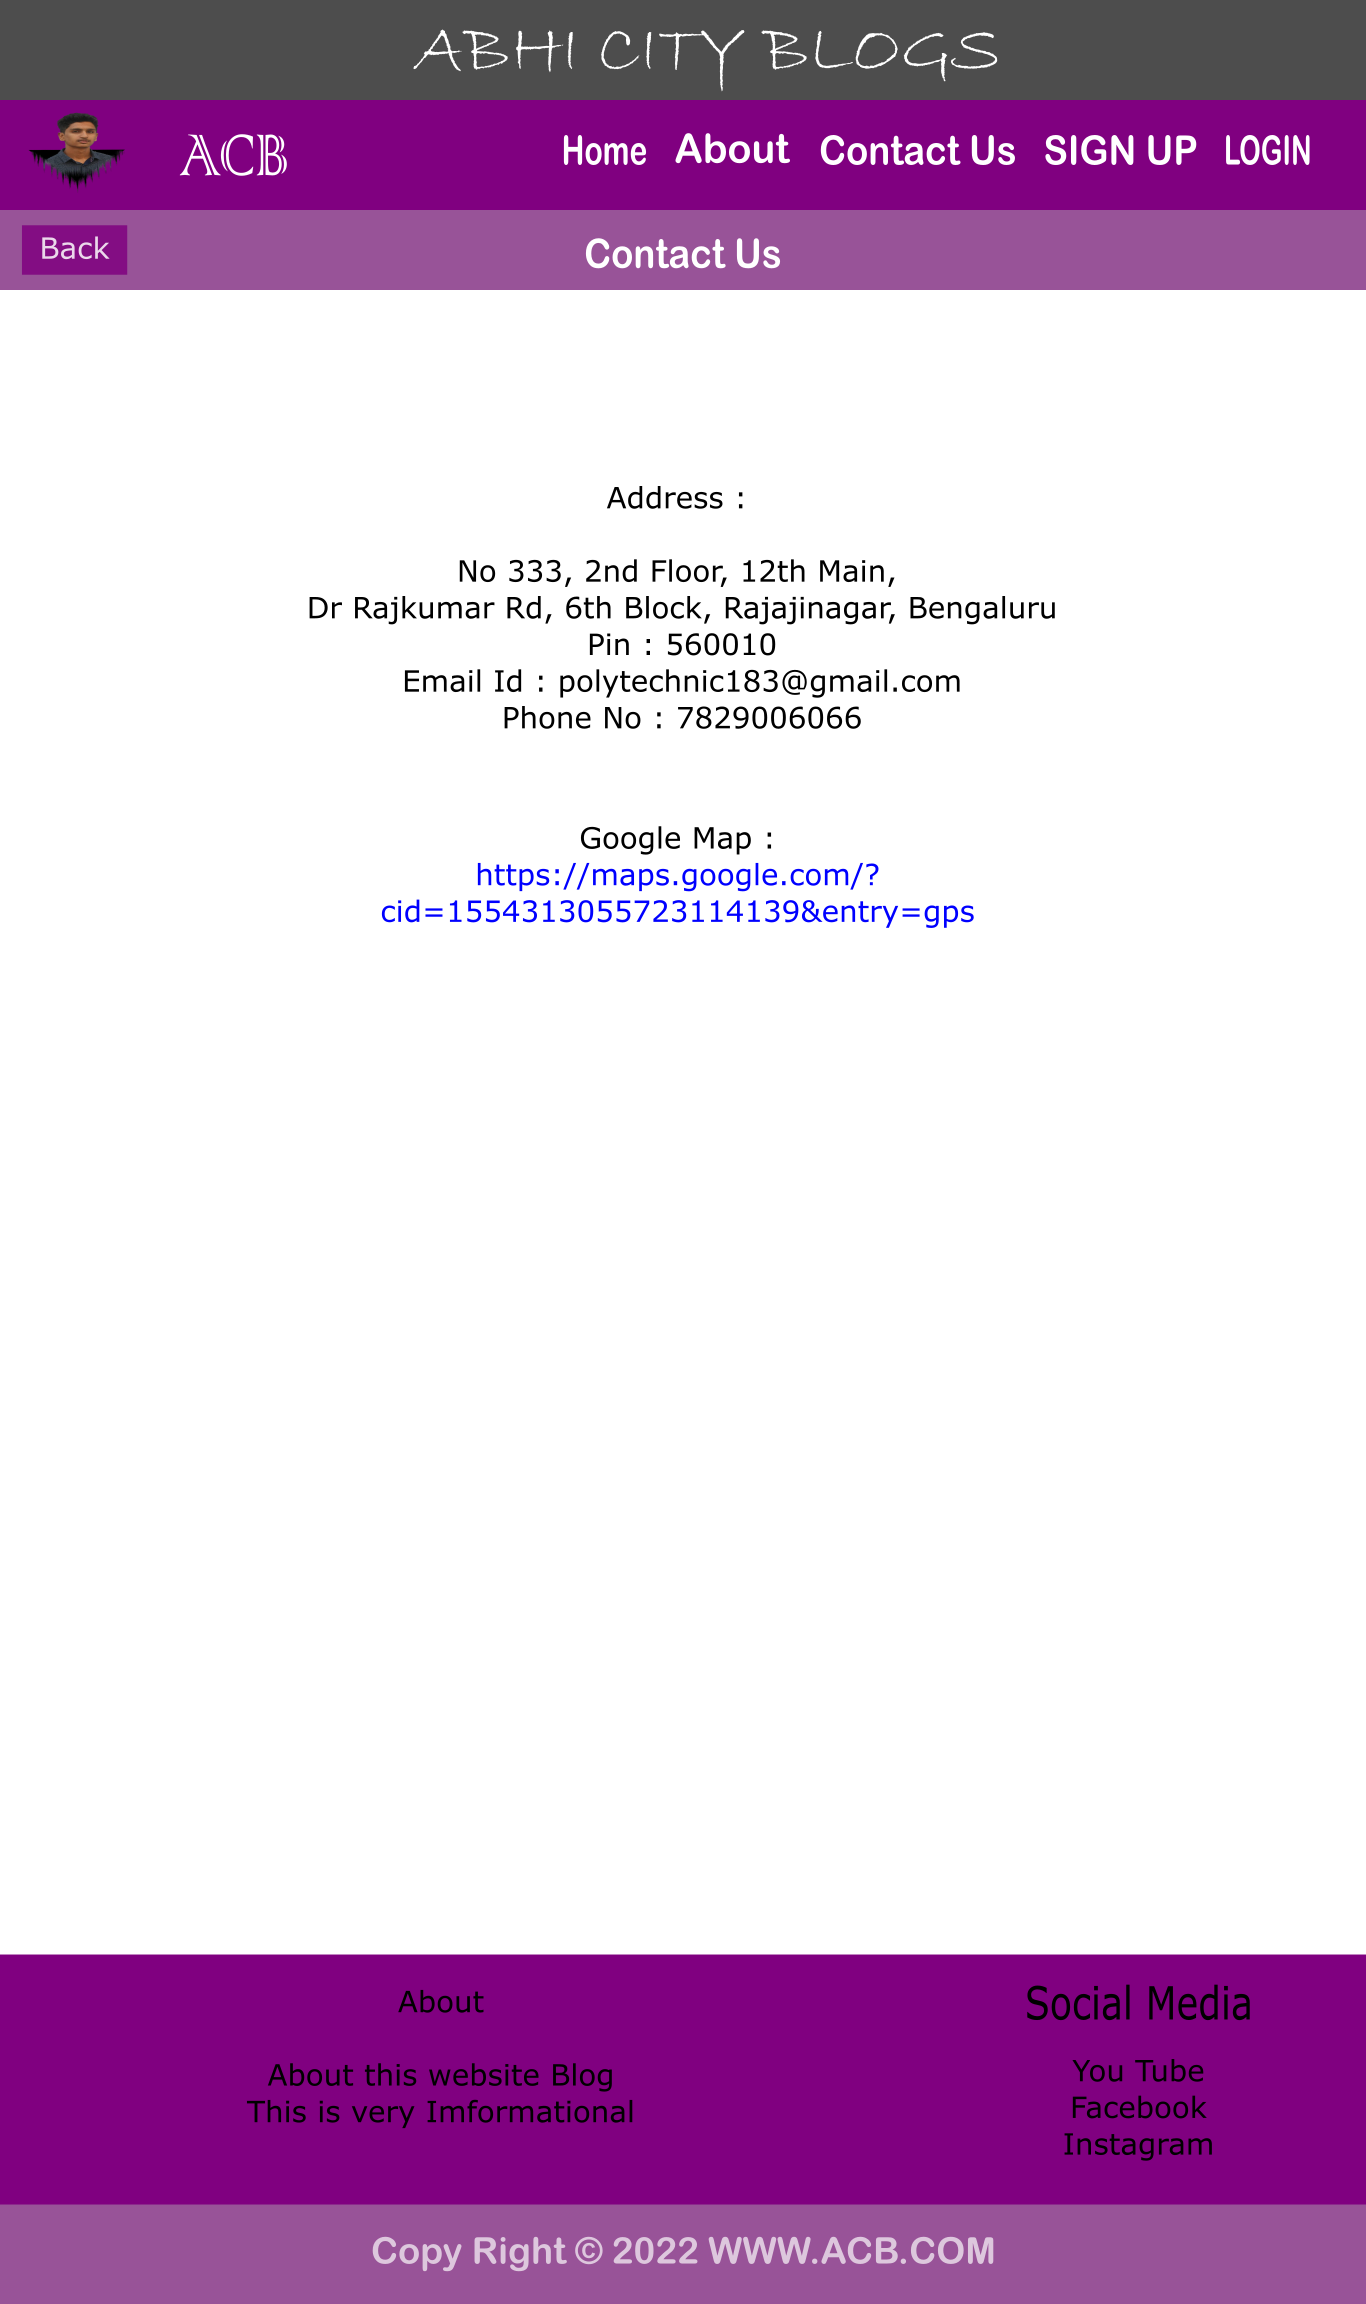 ABHI CITY BLOGS
ACB
Home About Contact Us SIGN UP LOGIN
Back
Contact Us
Address :
No 333, 2nd Floor, 12th Main,
Dr Rajkumar Rd, 6th Block, Rajajinagar, Bengaluru
Pin : 560010
Email Id : polytechnic183@gmail.com
Phone No : 7829006066
Google Map :
https://maps.google.com/?
cid=1554313055723114139&entry=gps
About
About this website Blog
This is very Imformational
Social Media
You Tube
Facebook
Instagram
Copy Right © 2022 WWW.ACB.COM